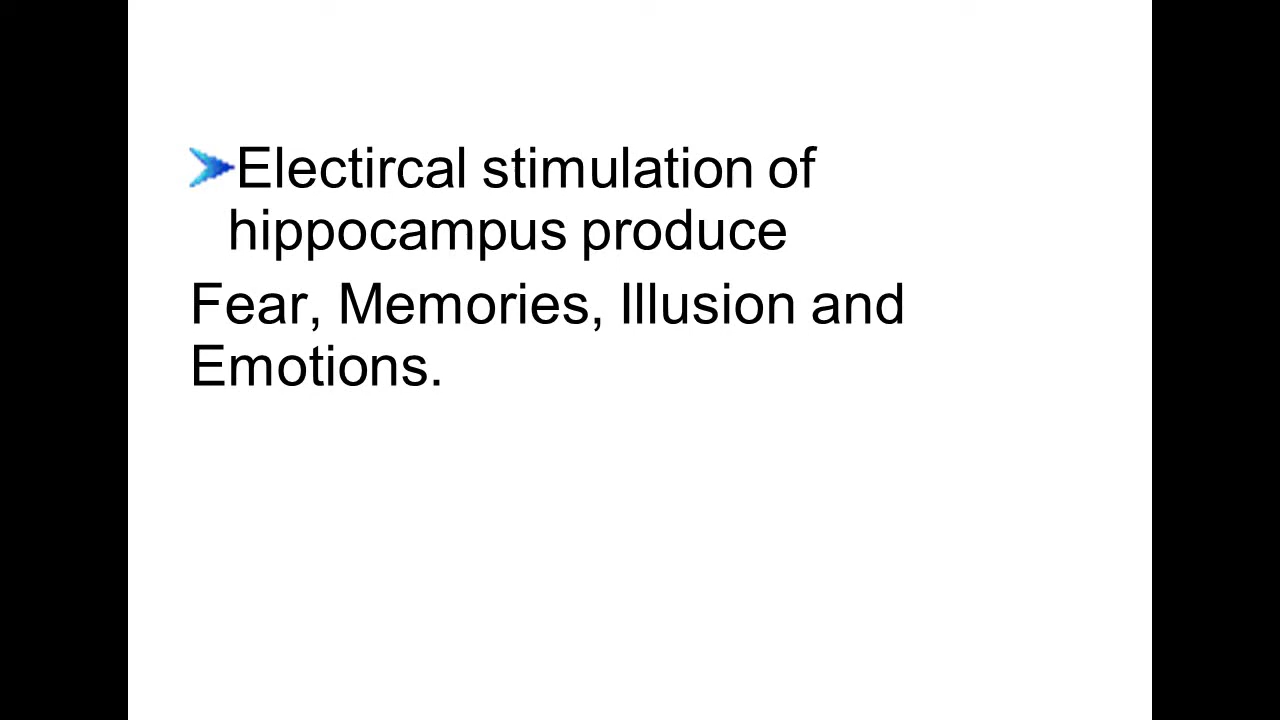 Electircal stimulation of
hippocampus produce
Fear, Memories, Illusion and
Emotions.